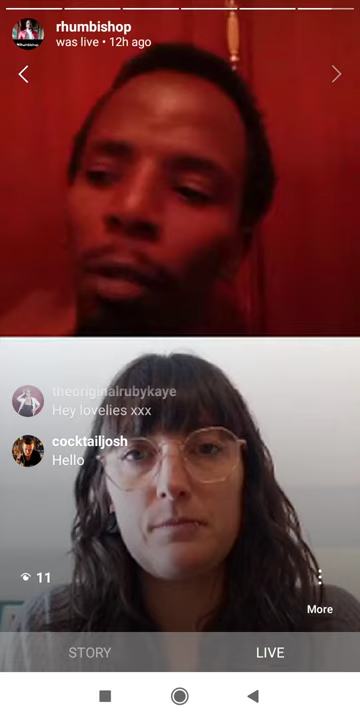 rhumbishop
was live • 12h ago
theoriginalrubykaye
Hey lovelies xxx
cocktailjosh
Hello
11
More
STORY
LIVE